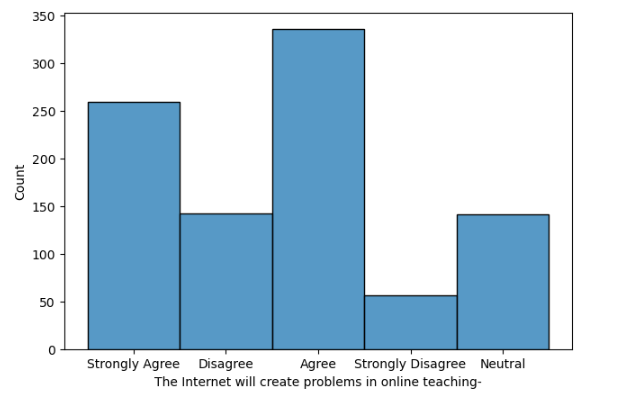 350
300
250
200
150
100
50
0
Count
Strongly Agree Disagree Agree Strongly Disagree Neutral
The Internet will create problems in online teaching-